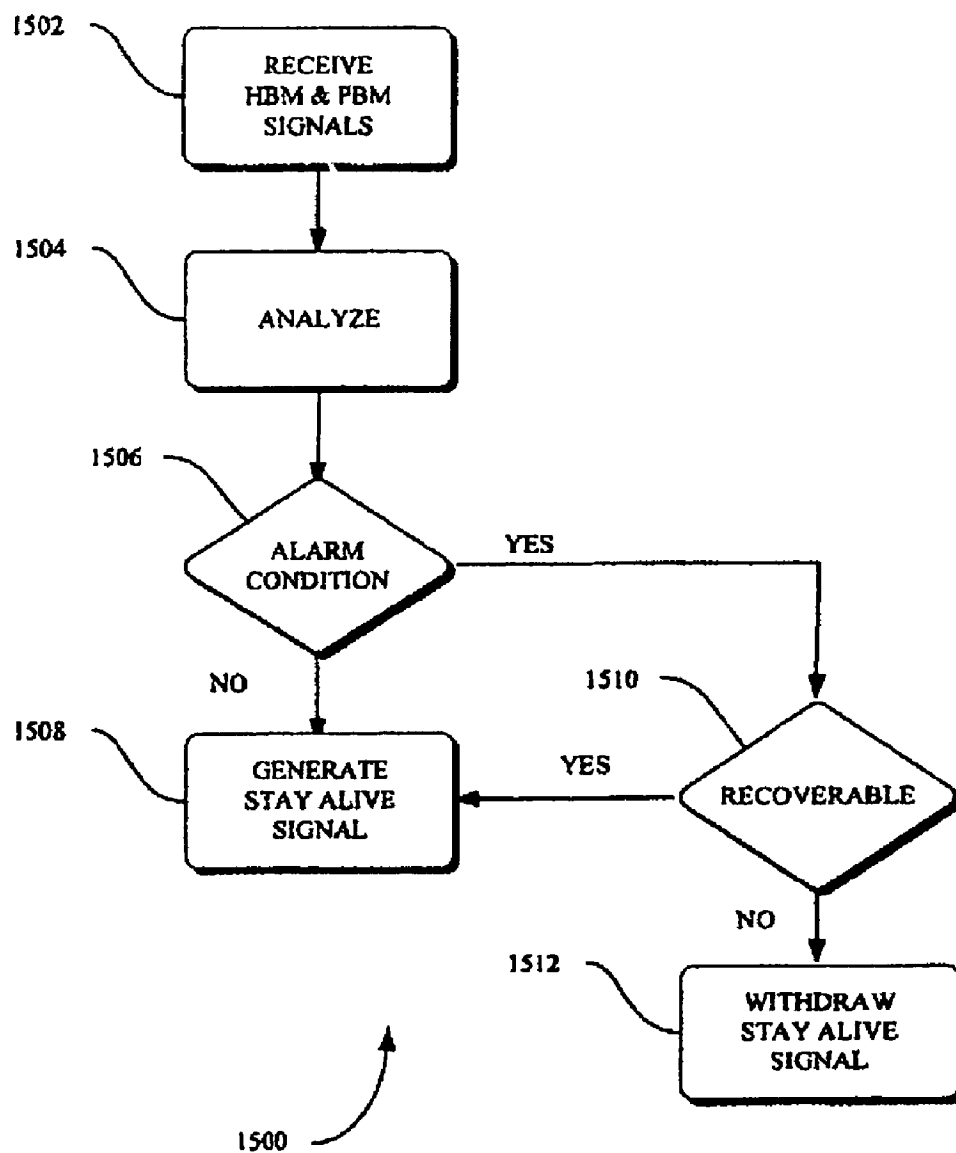 1502
RECEIVE
HBM & PBM
SIGNALS
1504
ANALYZE
1506
ALARM
CONDITION
YES
NO
1510
1508
GENERATE
STAY ALIVE
SIGNAL
YES
RECOVERABLE
NO
1512
WITHDRAW
STAY ALIVE
SIGNAL
1500